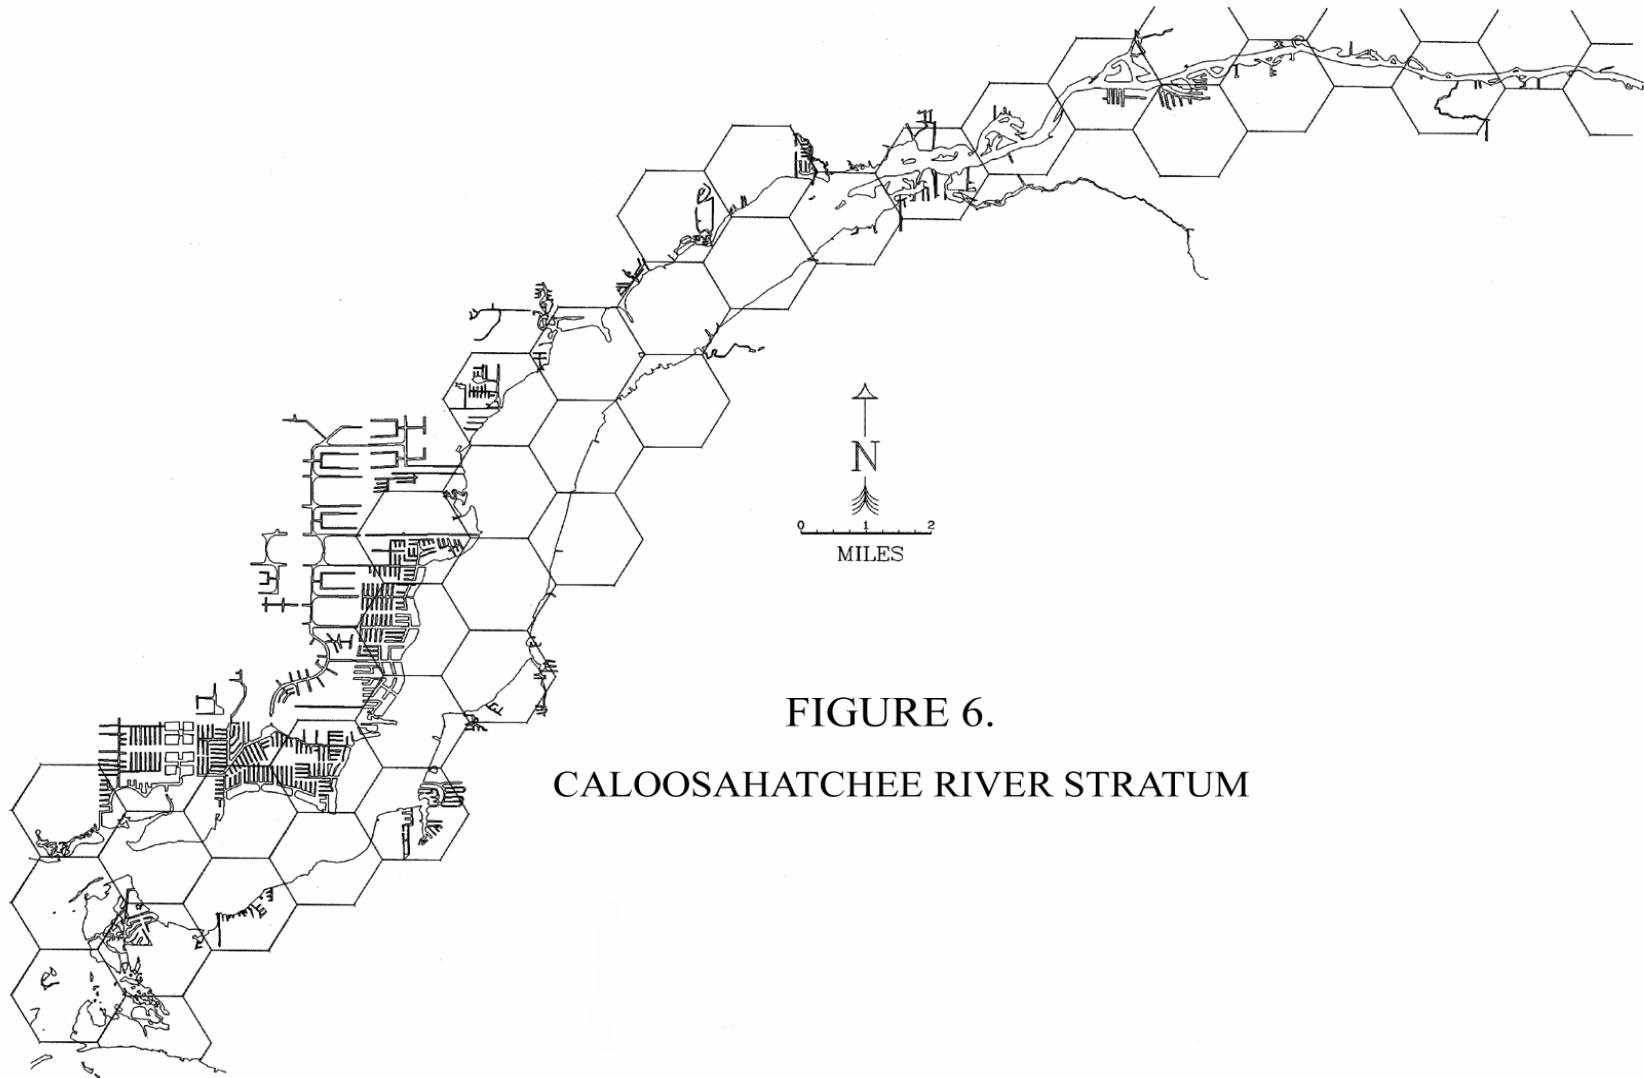 N
0 1 2
MILES
FIGURE 6.
CALOOSAHATCHEE RIVER STRATUM